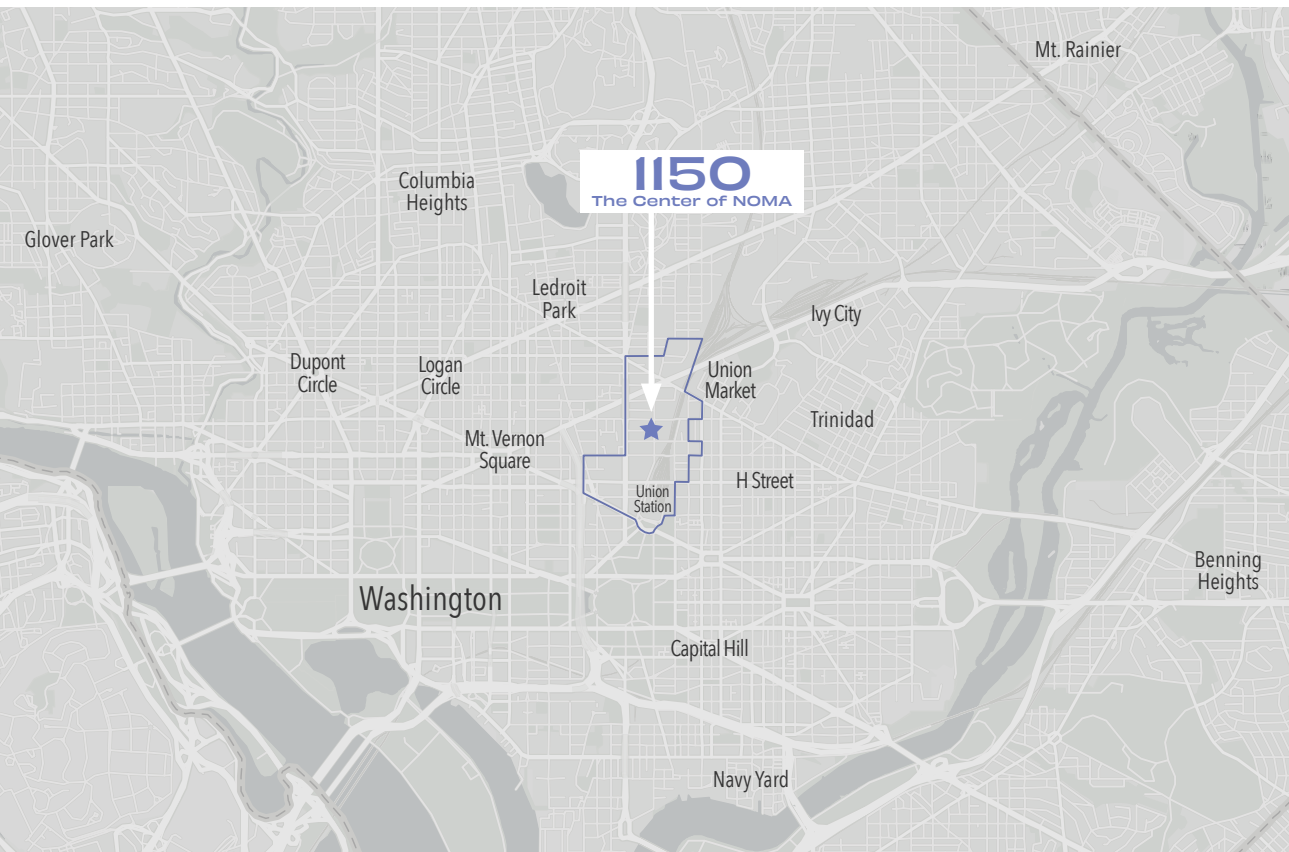 Mt. Rainier
1150
The Center of NOMA
Columbia
Heights
Glover Park
Ledroit
Park
Ivy City
Dupont
Circle
Logan
Circle
Union
Market
Trinidad
Mt. Vernon
Square
H Street
Union
Station
Benning
Heights
Washington
Capital Hill
Navy Yard